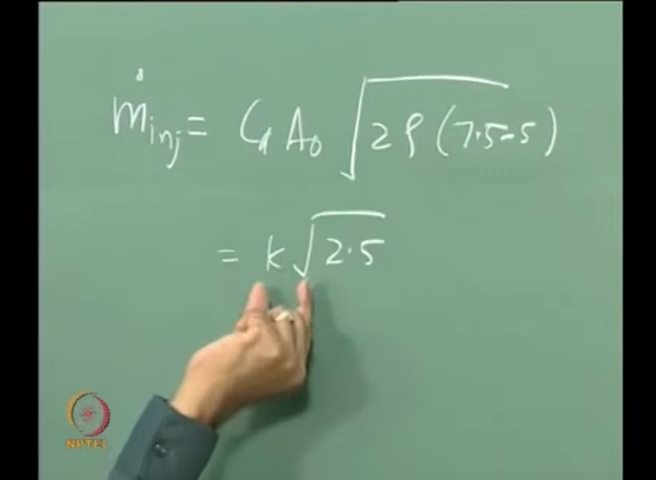 ṁinj = Cd A0 √2ρ(7.5-5)
= k√2.5
NPTEL